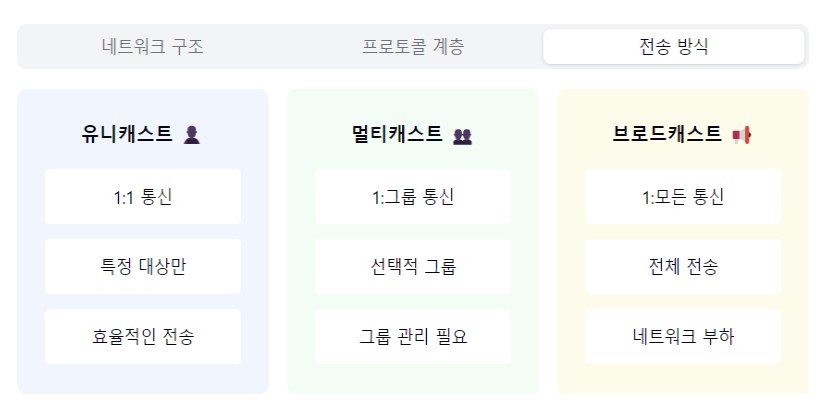 네트워크 구조
프로토콜 계층
전송 방식
유니캐스트 👤
1:1 통신
특정 대상만
효율적인 전송
멀티캐스트 👥
1:그룹 통신
선택적 그룹
그룹 관리 필요
브로드캐스트 📢
1:모든 통신
전체 전송
네트워크 부하